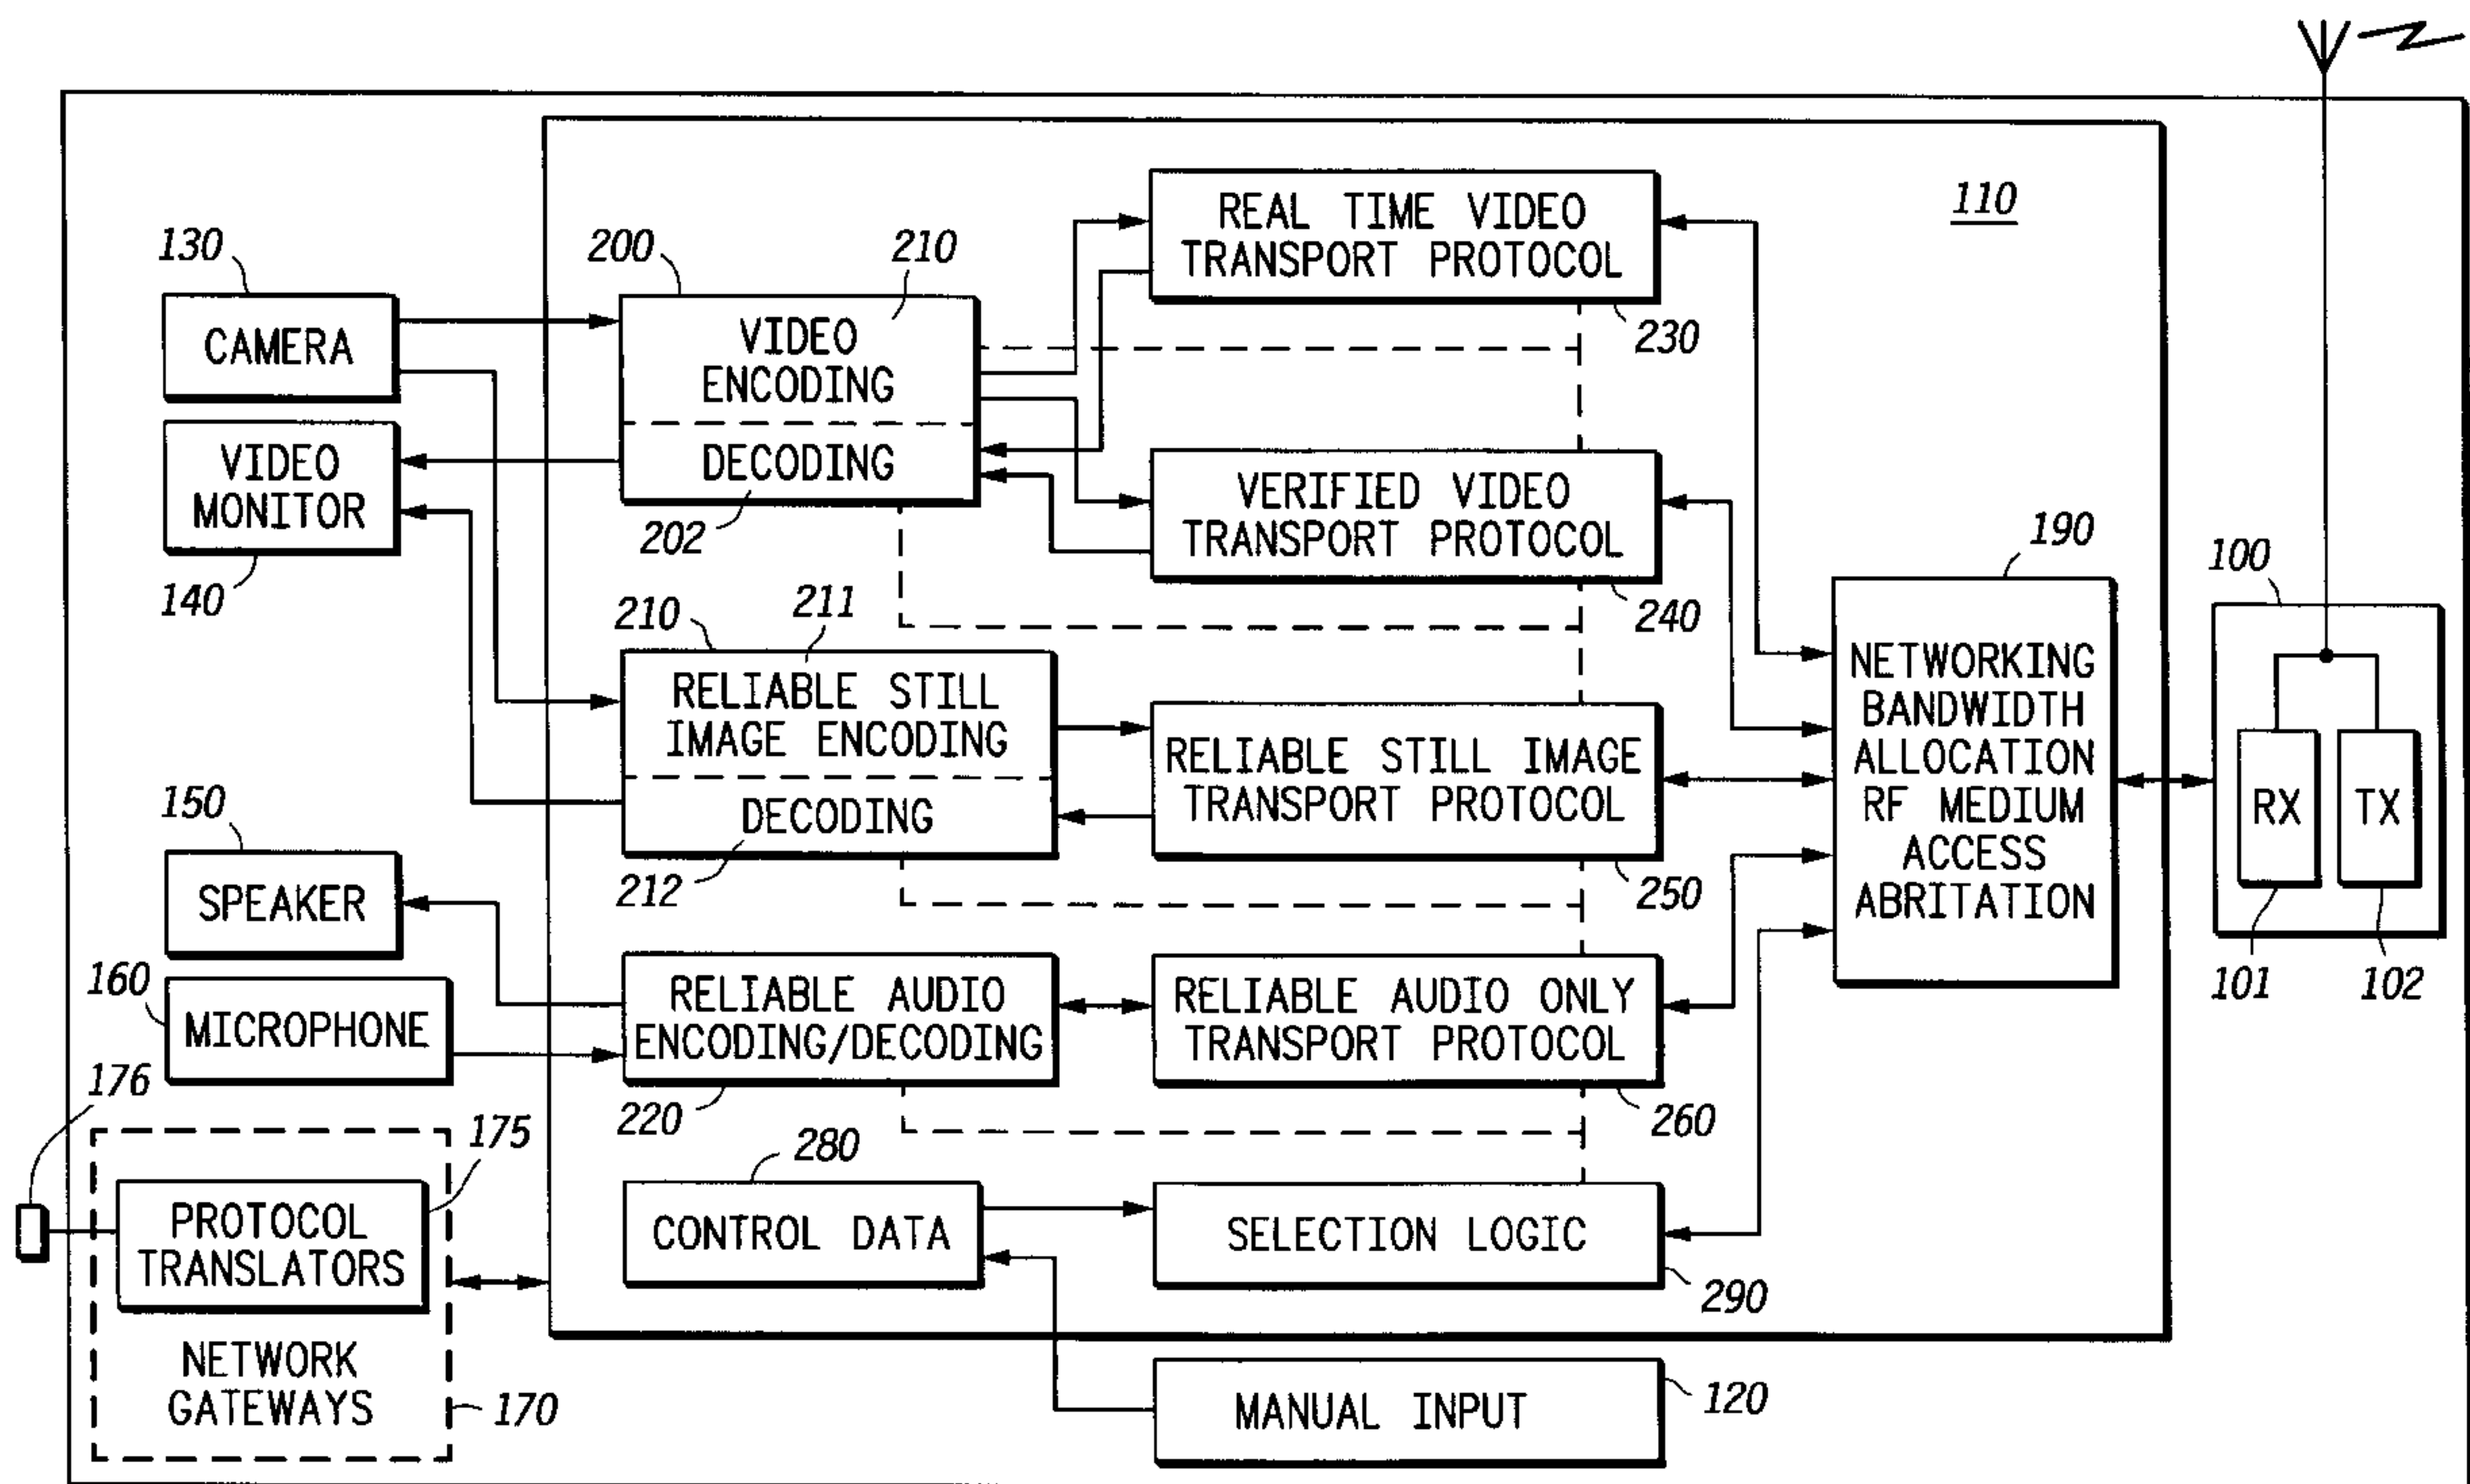 110
REAL TIME VIDEO
TRANSPORT PROTOCOL
230
130
200
210
CAMERA
VIDEO
ENCODING
DECODING
202
VIDEO
MONITOR
140
VERIFIED VIDEO
TRANSPORT PROTOCOL
240
190
100
210
211
RELIABLE STILL
IMAGE ENCODING
DECODING
212
RELIABLE STILL IMAGE
TRANSPORT PROTOCOL
250
NETWORKING
BANDWIDTH
ALLOCATION
RF MEDIUM
ACCESS
ABRITATION
RX
TX
101
102
150
SPEAKER
160
MICROPHONE
RELIABLE AUDIO
ENCODING/DECODING
220
RELIABLE AUDIO ONLY
TRANSPORT PROTOCOL
260
176
175
PROTOCOL
TRANSLATORS
NETWORK
GATEWAYS
170
280
CONTROL DATA
SELECTION LOGIC
290
MANUAL INPUT
120